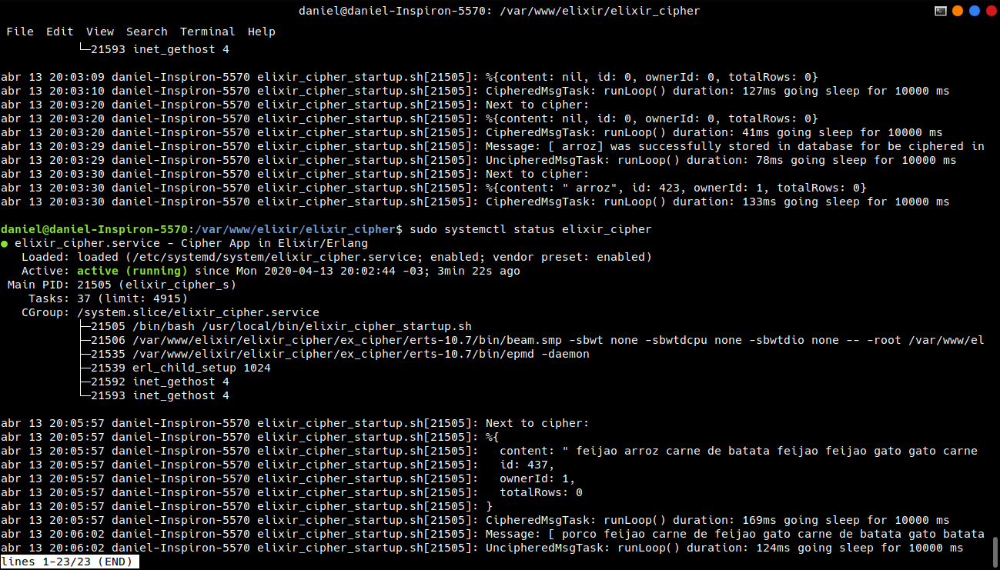 daniel@daniel-Inspiron-5570: /var/www/elixir/elixir_cipher
File Edit View Search Terminal Help
└─21593 inet_gethost 4
abr 13 20:03:09 daniel-Inspiron-5570 elixir_cipher_startup.sh[21505]: %{content: nil, id: 0, ownerId: 0, totalRows: 0}
abr 13 20:03:10 daniel-Inspiron-5570 elixir_cipher_startup.sh[21505]: CipheredMsgTask: runLoop() duration: 127ms going sleep for 10000 ms
abr 13 20:03:20 daniel-Inspiron-5570 elixir_cipher_startup.sh[21505]: Next to cipher:
abr 13 20:03:20 daniel-Inspiron-5570 elixir_cipher_startup.sh[21505]: %{content: nil, id: 0, ownerId: 0, totalRows: 0}
abr 13 20:03:20 daniel-Inspiron-5570 elixir_cipher_startup.sh[21505]: CipheredMsgTask: runLoop() duration: 41ms going sleep for 10000 ms
abr 13 20:03:29 daniel-Inspiron-5570 elixir_cipher_startup.sh[21505]: Message: [ arroz] was successfully stored in database for be ciphered in
abr 13 20:03:29 daniel-Inspiron-5570 elixir_cipher_startup.sh[21505]: UncipheredMsgTask: runLoop() duration: 78ms going sleep for 10000 ms
abr 13 20:03:30 daniel-Inspiron-5570 elixir_cipher_startup.sh[21505]: Next to cipher:
abr 13 20:03:30 daniel-Inspiron-5570 elixir_cipher_startup.sh[21505]: %{content: " arroz", id: 423, ownerId: 1, totalRows: 0}
abr 13 20:03:30 daniel-Inspiron-5570 elixir_cipher_startup.sh[21505]: CipheredMsgTask: runLoop() duration: 133ms going sleep for 10000 ms
daniel@daniel-Inspiron-5570:/var/www/elixir/elixir_cipher$ sudo systemctl status elixir_cipher
● elixir_cipher.service - Cipher App in Elixir/Erlang
Loaded: loaded (/etc/systemd/system/elixir_cipher.service; enabled; vendor preset: enabled)
Active: active (running) since Mon 2020-04-13 20:02:44 -03; 3min 22s ago
Main PID: 21505 (elixir_cipher_s)
Tasks: 37 (limit: 4915)
CGroup: /system.slice/elixir_cipher.service
├─21505 /bin/bash /usr/local/bin/elixir_cipher_startup.sh
├─21506 /var/www/elixir/elixir_cipher/ex_cipher/erts-10.7/bin/beam.smp -sbwt none -sbwtdcpu none -sbwtdio none -- -root /var/www/el
├─21535 /var/www/elixir/elixir_cipher/ex_cipher/erts-10.7/bin/epmd -daemon
├─21539 erl_child_setup 1024
├─21592 inet_gethost 4
└─21593 inet_gethost 4
abr 13 20:05:57 daniel-Inspiron-5570 elixir_cipher_startup.sh[21505]: Next to cipher:
abr 13 20:05:57 daniel-Inspiron-5570 elixir_cipher_startup.sh[21505]: %{
abr 13 20:05:57 daniel-Inspiron-5570 elixir_cipher_startup.sh[21505]:   content: " feijao arroz carne de batata feijao feijao gato gato carne
abr 13 20:05:57 daniel-Inspiron-5570 elixir_cipher_startup.sh[21505]:   id: 437,
abr 13 20:05:57 daniel-Inspiron-5570 elixir_cipher_startup.sh[21505]:   ownerId: 1,
abr 13 20:05:57 daniel-Inspiron-5570 elixir_cipher_startup.sh[21505]:   totalRows: 0
abr 13 20:05:57 daniel-Inspiron-5570 elixir_cipher_startup.sh[21505]: }
abr 13 20:05:57 daniel-Inspiron-5570 elixir_cipher_startup.sh[21505]: CipheredMsgTask: runLoop() duration: 169ms going sleep for 10000 ms
abr 13 20:06:02 daniel-Inspiron-5570 elixir_cipher_startup.sh[21505]: Message: [ porco feijao carne de feijao gato carne de batata gato batata
abr 13 20:06:02 daniel-Inspiron-5570 elixir_cipher_startup.sh[21505]: UncipheredMsgTask: runLoop() duration: 124ms going sleep for 10000 ms
lines 1-23/23 (END)